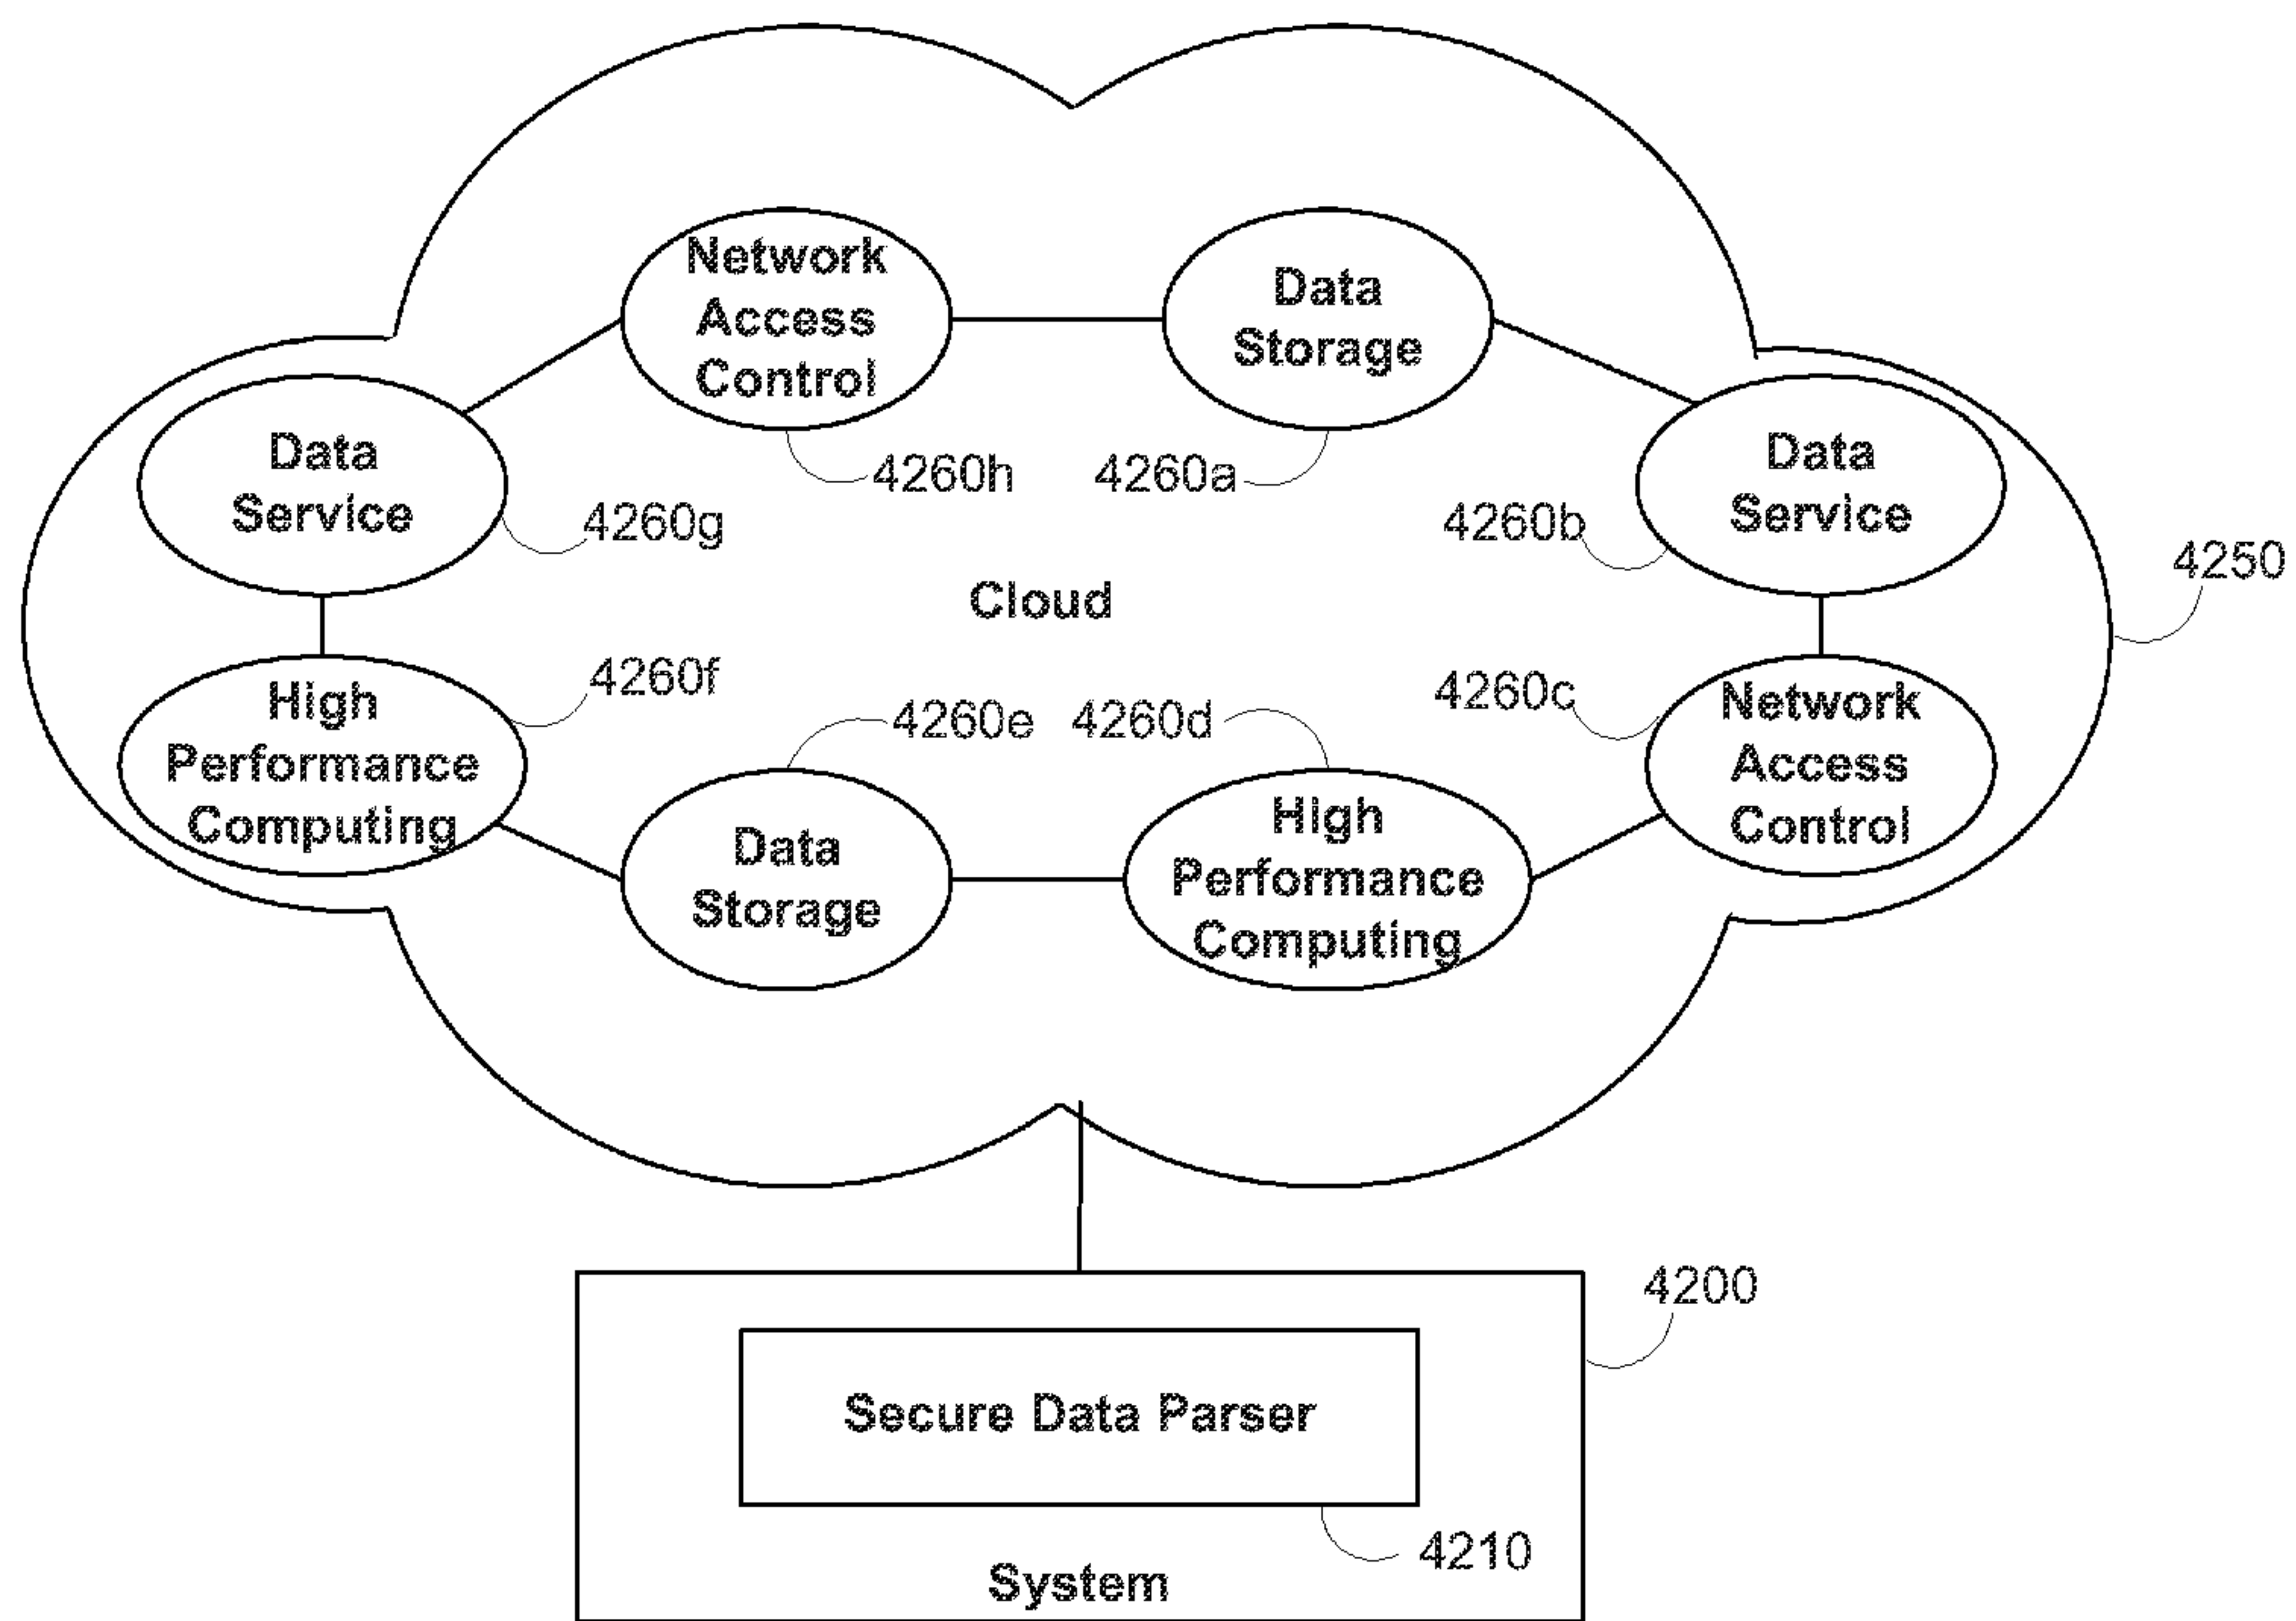 Network
Access
Control
4260h
Data
Storage
4260a
Data
Service
4260g
Data
Service
4260b
4250
Cloud
High
Performance
Computing
4260f
Data
Storage
4260e
High
Performance
Computing
4260d
Network
Access
Control
4260c
4200
Secure Data Parser
4210
System